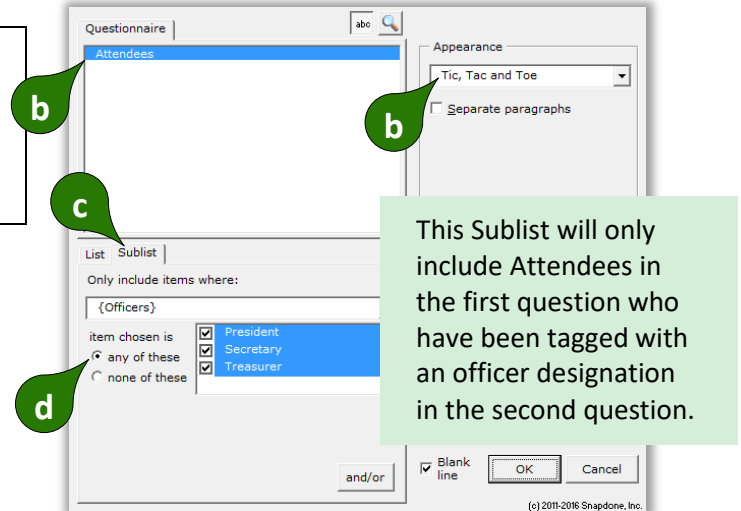 Questionnaire
abc
Attendees
Appearance
Tic, Tac and Toe
Separate paragraphs
b
b
c
List
Sublist
Only include items where:
{Officers}
item chosen is
any of these
none of these
President
Secretary
Treasurer
d
This Sublist will only
include Attendees in
the first question who
have been tagged with
an officer designation
in the second question.
and/or
Blank
line
OK
Cancel
(c) 2011-2016 Snapdone, Inc.